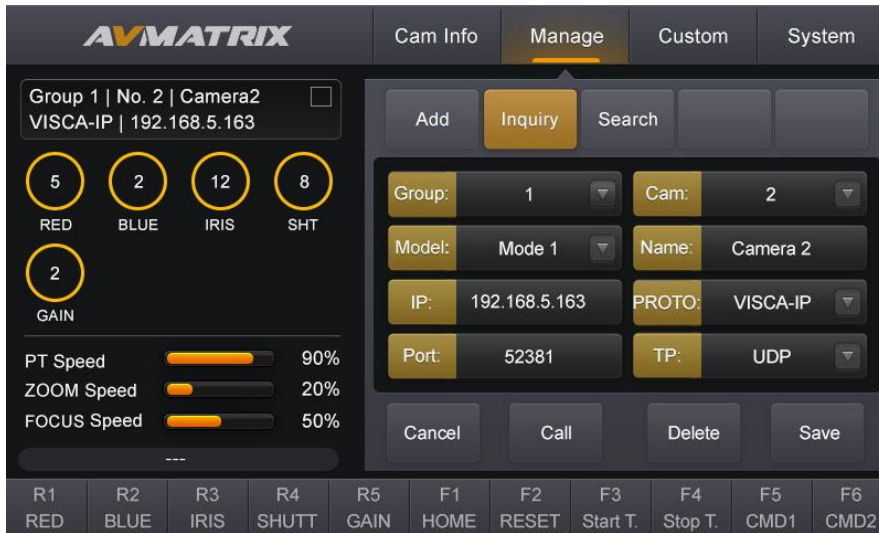 AVMATRIX
Cam Info Manage Custom System
Group 1 | No. 2 | Camera2
VISCA-IP | 192.168.5.163
5 2 12 8
RED BLUE IRIS SHT
2
GAIN
PT Speed 90%
ZOOM Speed 20%
FOCUS Speed 50%
---
Add Inquiry Search
Group: 1 Cam: 2
Model: Mode 1 Name: Camera 2
IP: 192.168.5.163 PROTO: VISCA-IP
Port: 52381 TP: UDP
Cancel Call Delete Save
R1 R2 R3 R4 R5 F1 F2 F3 F4 F5 F6
RED BLUE IRIS SHUTT GAIN HOME RESET Start T. Stop T. CMD1 CMD2